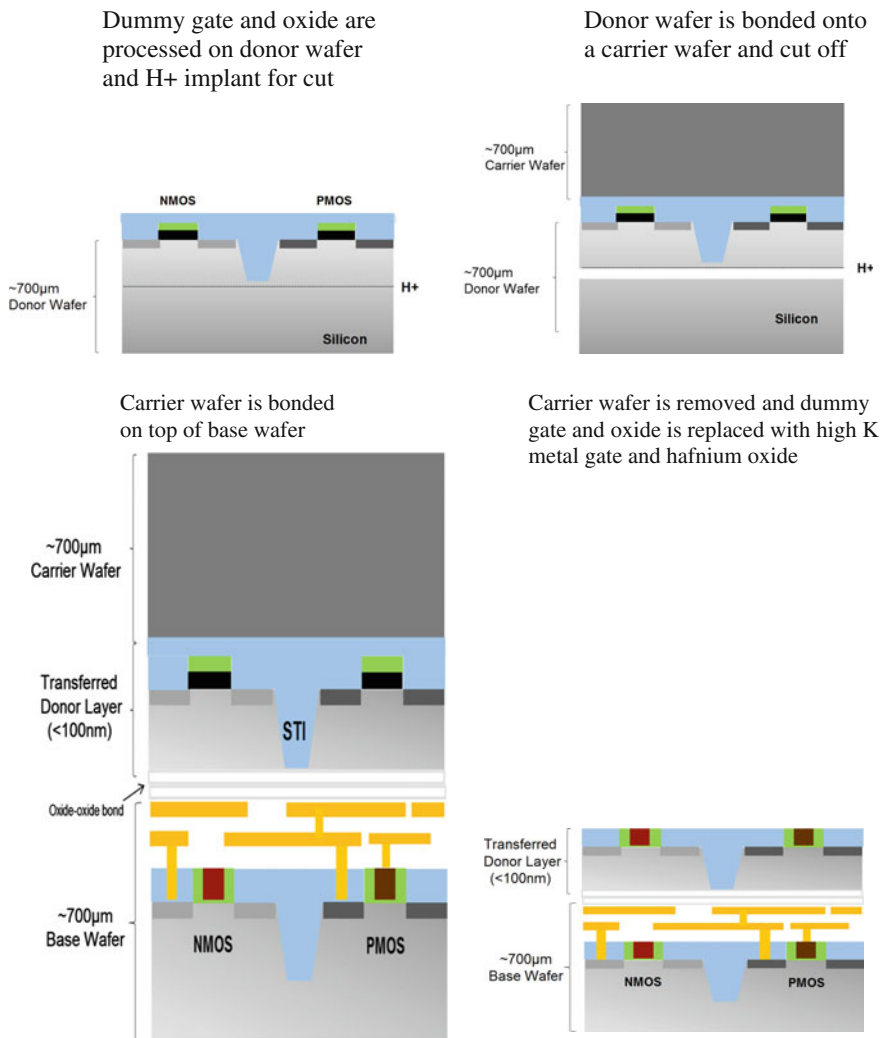 Dummy gate and oxide are
processed on donor wafer
and H+ implant for cut
NMOS
PMOS
~700µm
Donor Wafer
H+
Silicon
Donor wafer is bonded onto
a carrier wafer and cut off
~700µm
Carrier Wafer
~700µm
Donor Wafer
H+
Silicon
Carrier wafer is bonded
on top of base wafer
~700µm
Carrier Wafer
Transferred
Donor Layer
(<100nm)
STI
Oxide-oxide bond
~700µm
Base Wafer
NMOS
PMOS
Carrier wafer is removed and dummy
gate and oxide is replaced with high K
metal gate and hafnium oxide
Transferred
Donor Layer
(<100nm)
~700µm
Base Wafer
NMOS
PMOS